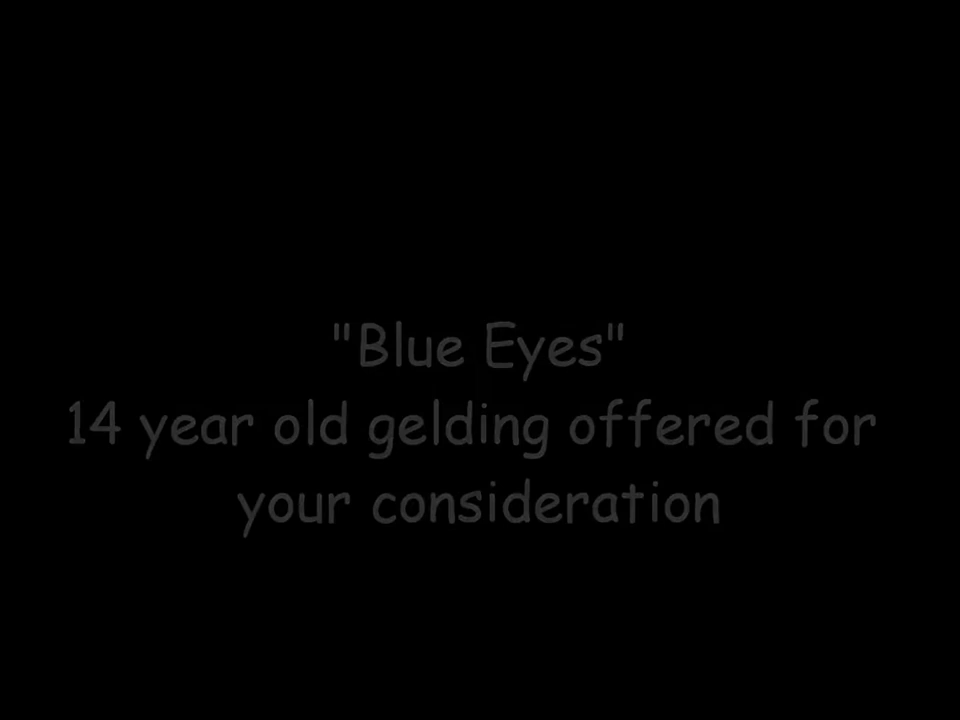 "Blue Eyes"
14 year old gelding offered for
your consideration